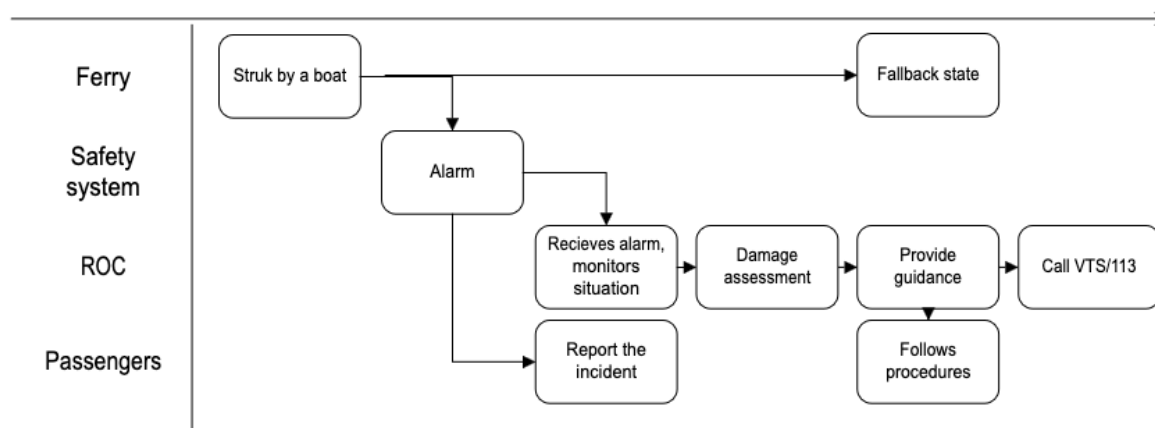 Ferry
Struk by a boat
Fallback state
Safety
system
Alarm
ROC
Recieves alarm,
monitors
situation
Damage
assessment
Provide
guidance
Call VTS/113
Passengers
Report the
incident
Follows
procedures